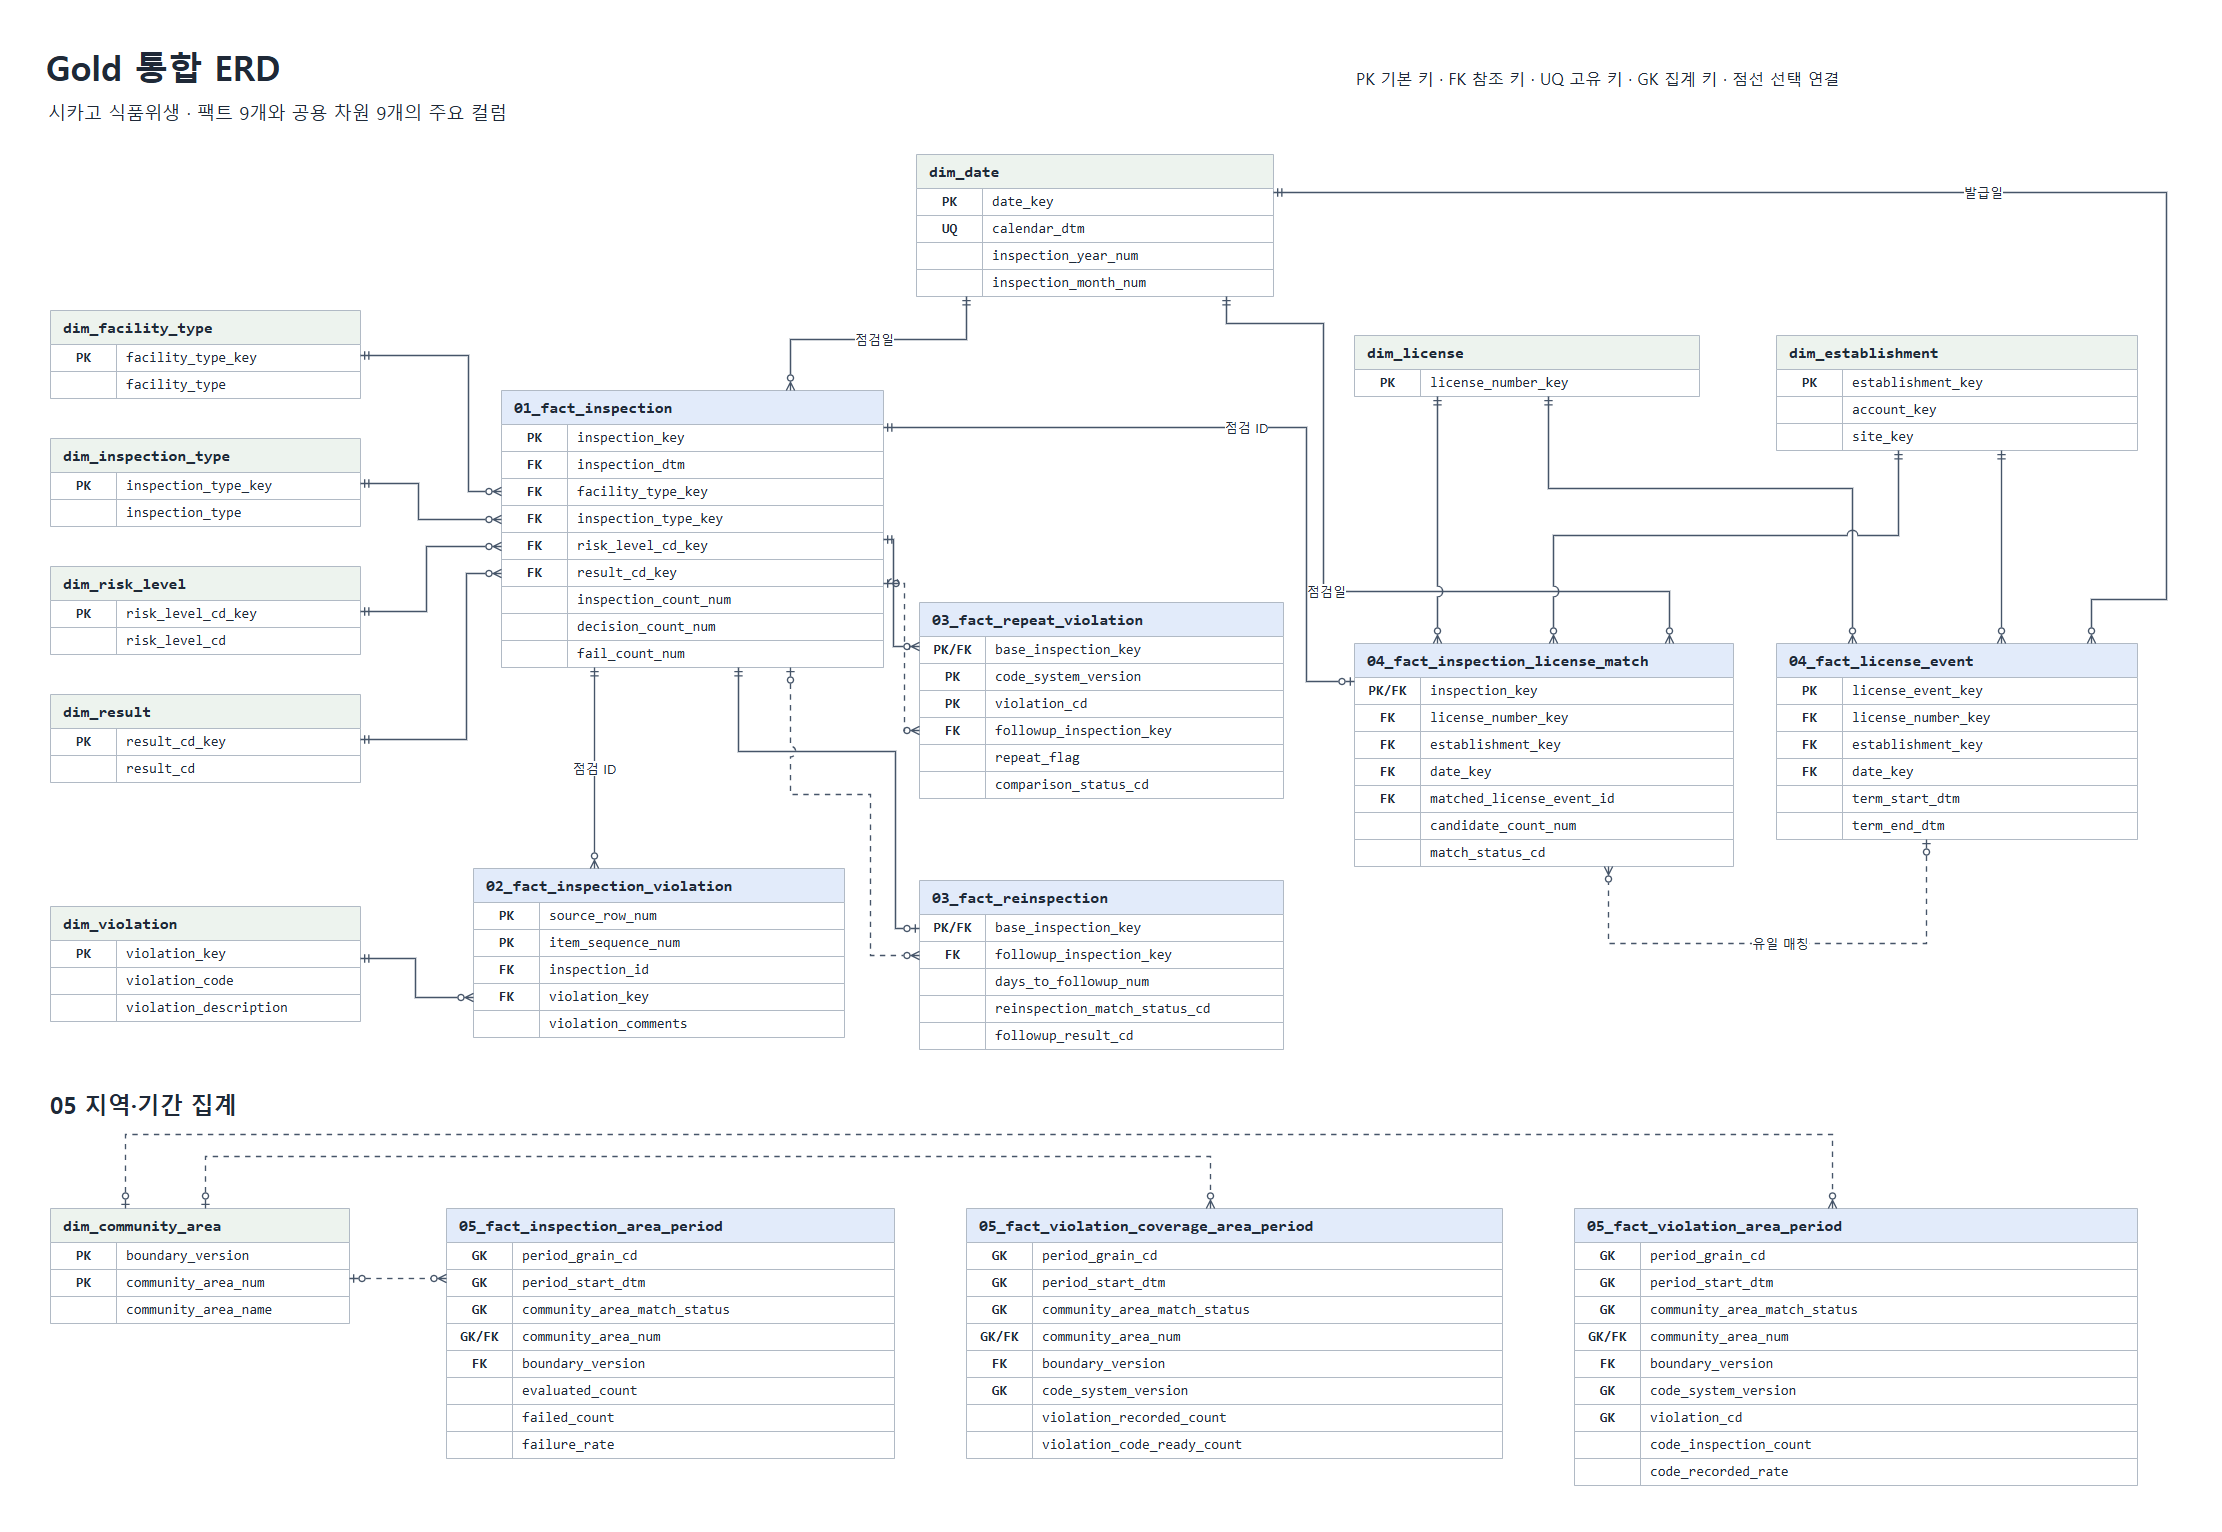 Gold 통합 ERD
시카고 식품위생 · 팩트 9개와 공용 차원 9개의 주요 컬럼
PK 기본 키 · FK 참조 키 · UQ 고유 키 · GK 집계 키 · 점선 선택 연결
dim_date
PK date_key
UQ calendar_dtm
inspection_year_num
inspection_month_num
발급일
점검일
dim_facility_type
PK facility_type_key
facility_type
dim_inspection_type
PK inspection_type_key
inspection_type
dim_risk_level
PK risk_level_cd_key
risk_level_cd
dim_result
PK result_cd_key
result_cd
01_fact_inspection
PK inspection_key
FK inspection_dtm
FK facility_type_key
FK inspection_type_key
FK risk_level_cd_key
FK result_cd_key
inspection_count_num
decision_count_num
fail_count_num
점검 ID
점검일
dim_license
PK license_number_key
dim_establishment
PK establishment_key
account_key
site_key
03_fact_repeat_violation
PK/FK base_inspection_key
PK code_system_version
PK violation_cd
FK followup_inspection_key
repeat_flag
comparison_status_cd
04_fact_inspection_license_match
PK/FK inspection_key
FK license_number_key
FK establishment_key
FK date_key
FK matched_license_event_id
candidate_count_num
match_status_cd
04_fact_license_event
PK license_event_key
FK license_number_key
FK establishment_key
FK date_key
term_start_dtm
term_end_dtm
유일 매칭
점검 ID
dim_violation
PK violation_key
violation_code
violation_description
02_fact_inspection_violation
PK source_row_num
PK item_sequence_num
FK inspection_id
FK violation_key
violation_comments
03_fact_reinspection
PK/FK base_inspection_key
FK followup_inspection_key
days_to_followup_num
reinspection_match_status_cd
followup_result_cd
05 지역·기간 집계
dim_community_area
PK boundary_version
PK community_area_num
community_area_name
05_fact_inspection_area_period
GK period_grain_cd
GK period_start_dtm
GK community_area_match_status
GK/FK community_area_num
FK boundary_version
evaluated_count
failed_count
failure_rate
05_fact_violation_coverage_area_period
GK period_grain_cd
GK period_start_dtm
GK community_area_match_status
GK/FK community_area_num
FK boundary_version
GK code_system_version
violation_recorded_count
violation_code_ready_count
05_fact_violation_area_period
GK period_grain_cd
GK period_start_dtm
GK community_area_match_status
GK/FK community_area_num
FK boundary_version
GK code_system_version
GK violation_cd
code_inspection_count
code_recorded_rate